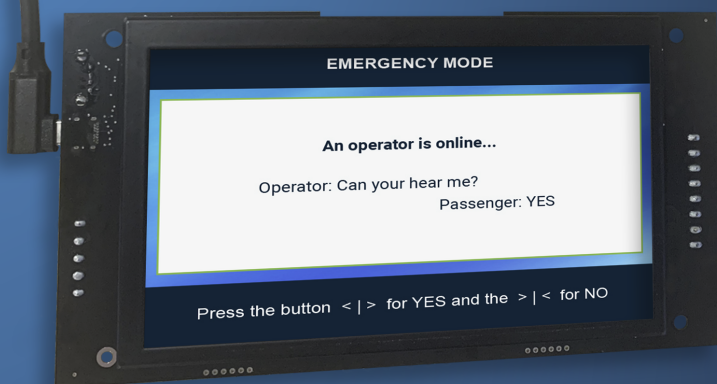 EMERGENCY MODE
An operator is online...
Operator: Can your hear me?
Passenger: YES
Press the button < | > for YES and the > | < for NO